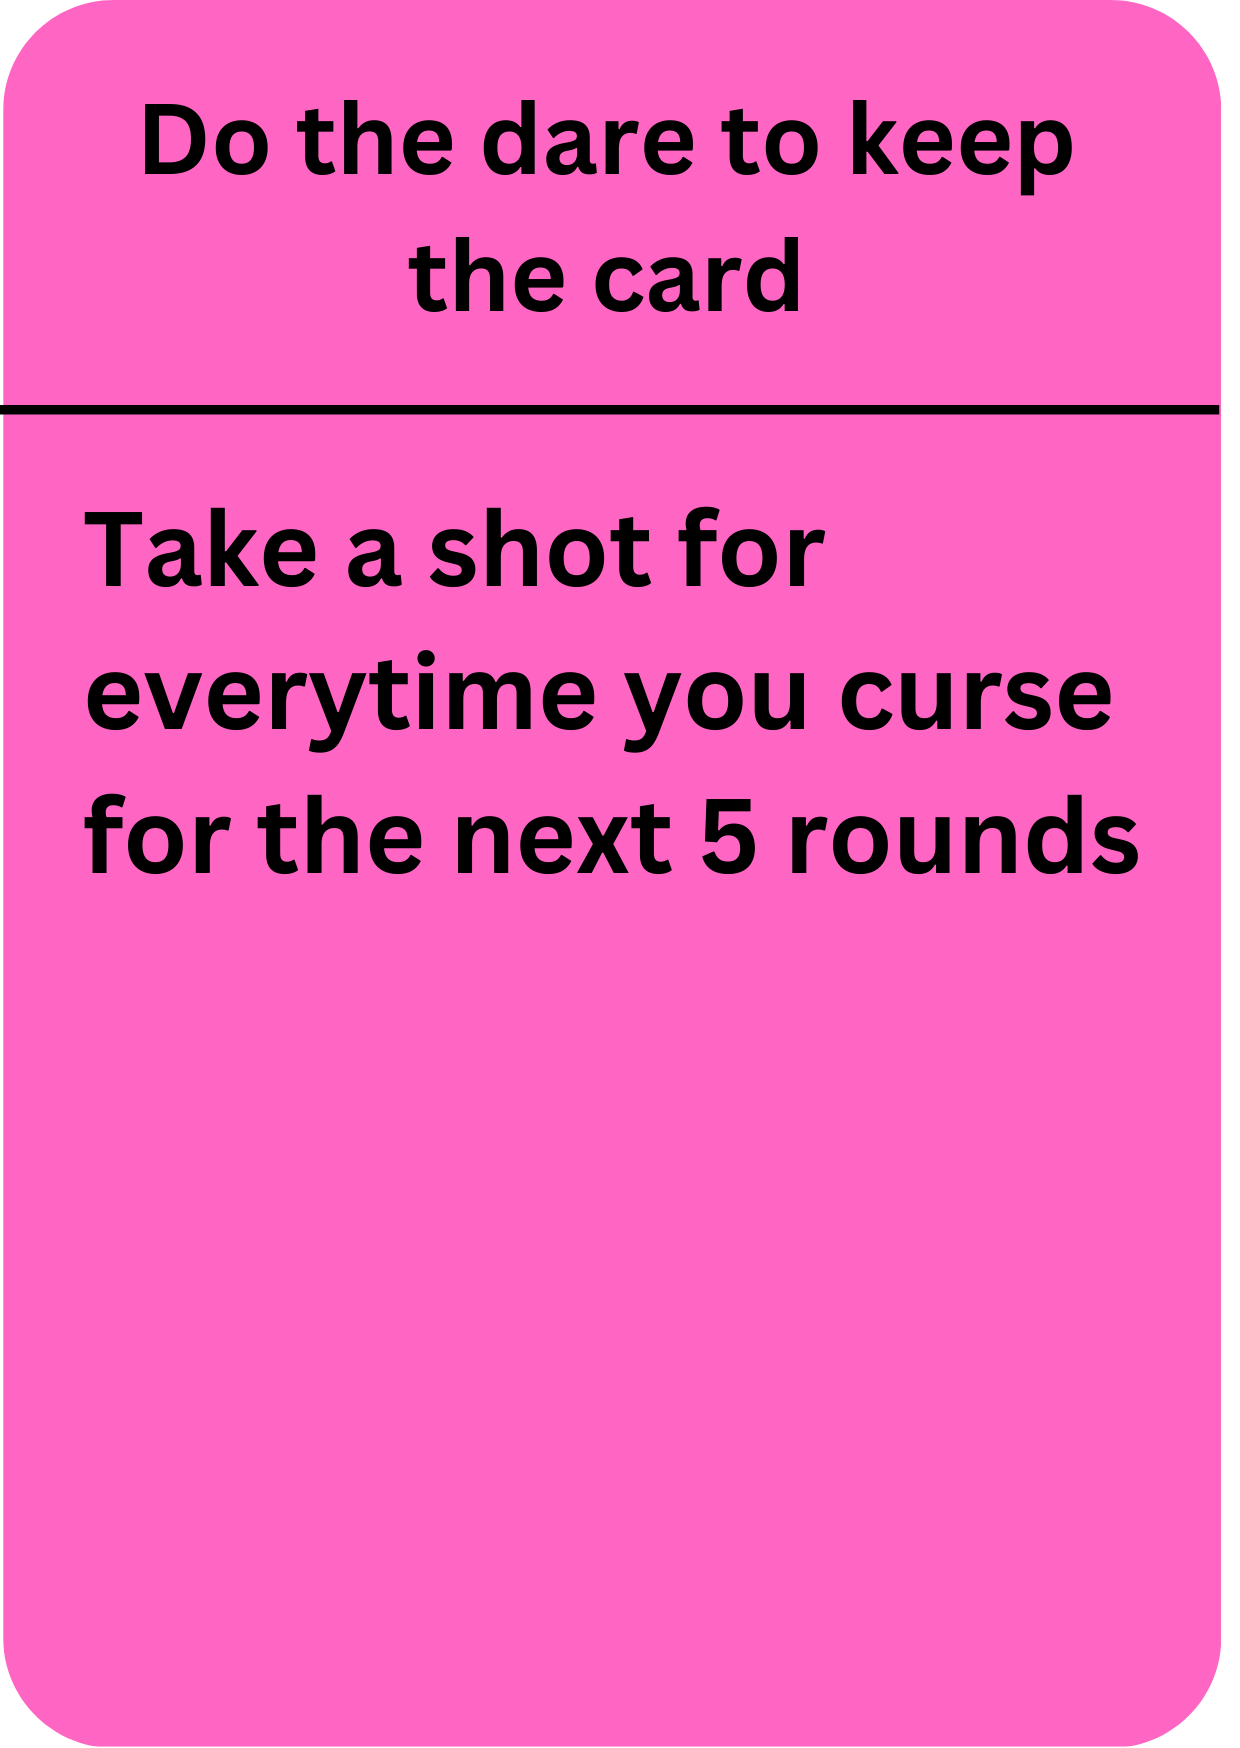 Do the dare to keep
the card
Take a shot for
everytime you curse
for the next 5 rounds